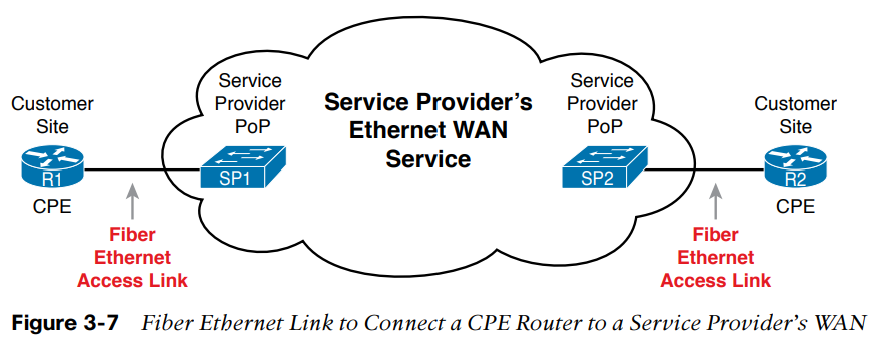 Customer
Site
R1
CPE
Fiber
Ethernet
Access Link
Service
Provider
PoP
SP1
Service Provider’s
Ethernet WAN
Service
Service
Provider
PoP
SP2
Customer
Site
R2
CPE
Fiber
Ethernet
Access Link
Figure 3-7 Fiber Ethernet Link to Connect a CPE Router to a Service Provider’s WAN